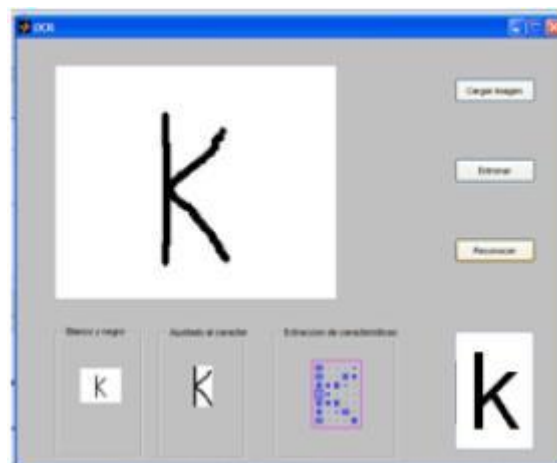 OCR
K
Cargar Imagen
Entrenar
Reconocer
Blanco y negro
Ajustado al caracter
Extraccion de caracteristicas
k
K
K
k